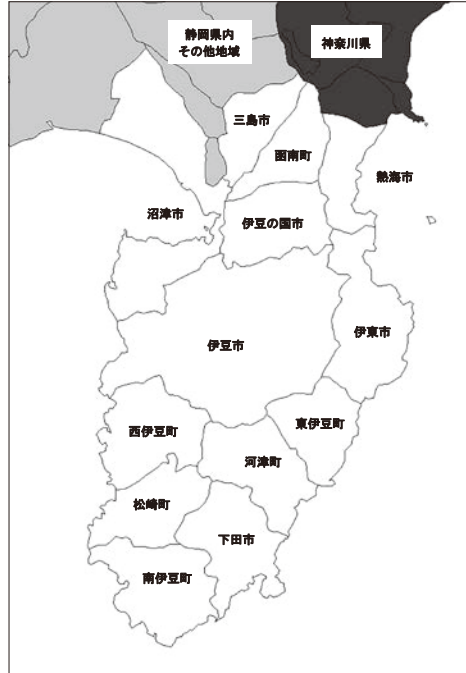 静岡県内
その他地域
神奈川県
三島市
函南町
熱海市
沼津市
伊豆の国市
伊豆市
伊東市
西伊豆町
東伊豆町
河津町
松崎町
下田市
南伊豆町